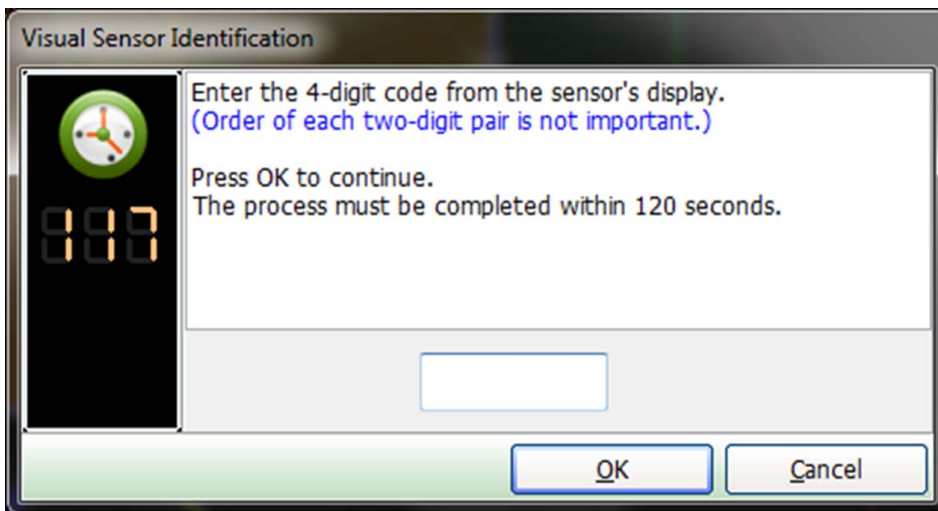 Visual Sensor Identification
Enter the 4-digit code from the sensor's display.
(Order of each two-digit pair is not important.)
Press OK to continue.
The process must be completed within 120 seconds.
117
OK
Cancel